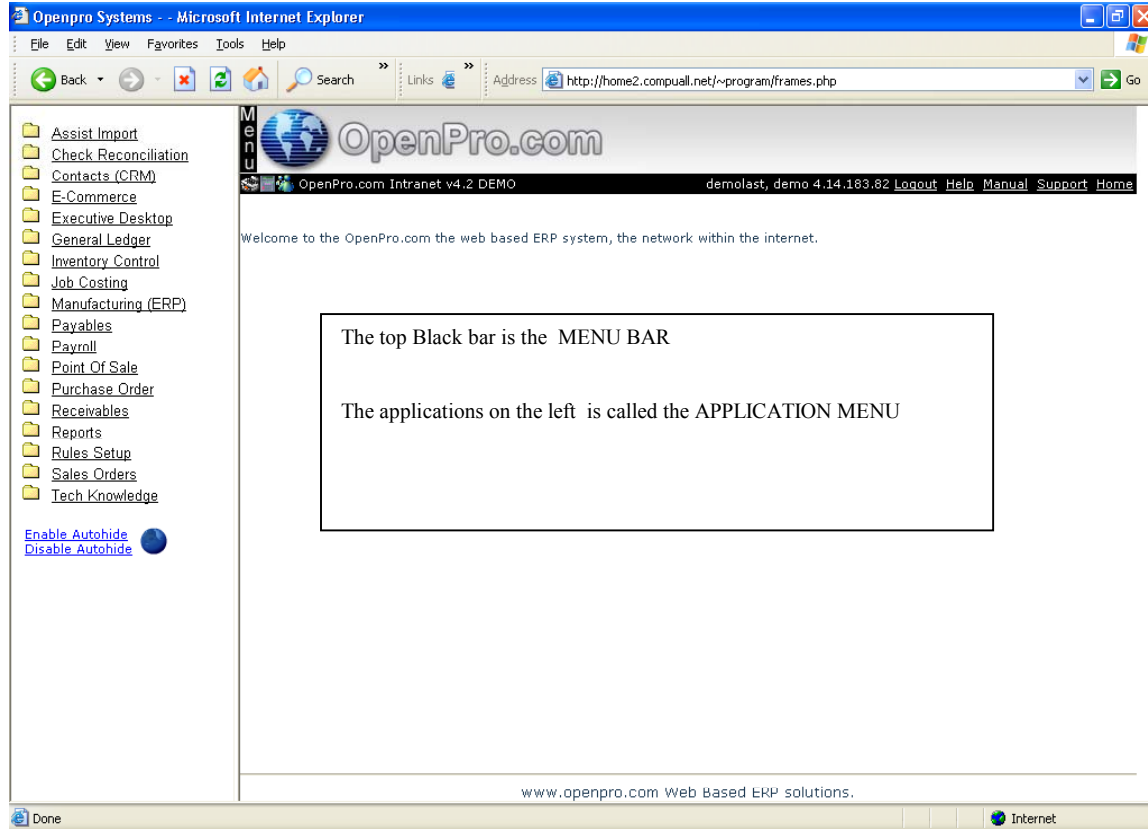 Openpro Systems - - Microsoft Internet Explorer
File Edit View Favorites Tools Help
Back Search » Links » Address http://home2.compuall.net/~program/frames.php Go
Assist Import
Check Reconciliation
Contacts (CRM)
E-Commerce
Executive Desktop
General Ledger
Inventory Control
Job Costing
Manufacturing (ERP)
Payables
Payroll
Point Of Sale
Purchase Order
Receivables
Reports
Rules Setup
Sales Orders
Tech Knowledge
Enable Autohide
Disable Autohide
Menu
OpenPro.com
OpenPro.com Intranet v4.2 DEMO demolast, demo 4.14.183.82 Logout Help Manual Support Home
Welcome to the OpenPro.com the web based ERP system, the network within the internet.
The top Black bar is the MENU BAR
The applications on the left is called the APPLICATION MENU
www.openpro.com Web Based ERP solutions.
Done Internet